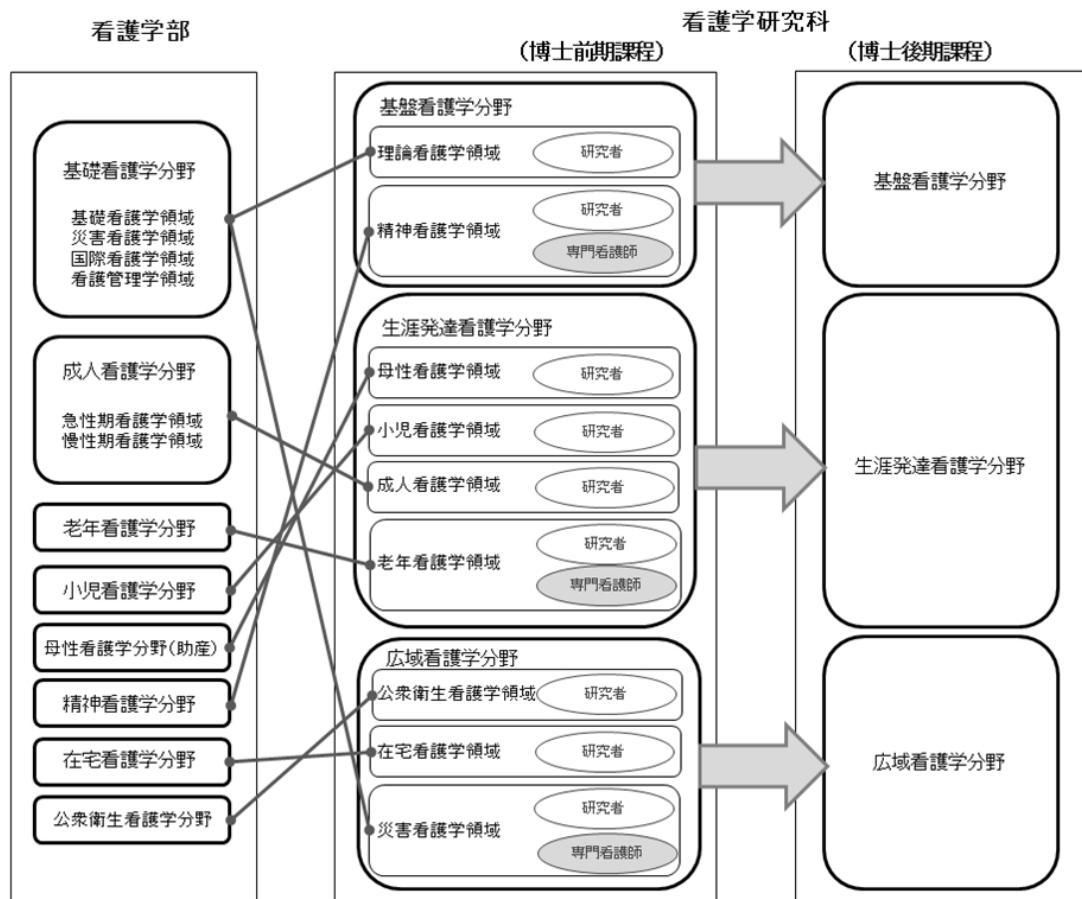 看護学部
看護学研究科
(博士前期課程)
(博士後期課程)
基礎看護学分野
基礎看護学領域
災害看護学領域
国際看護学領域
看護管理学領域
成人看護学分野
急性期看護学領域
慢性期看護学領域
老年看護学分野
小児看護学分野
母性看護学分野(助産)
精神看護学分野
在宅看護学分野
公衆衛生看護学分野
基盤看護学分野
理論看護学領域
研究者
精神看護学領域
研究者
専門看護師
生涯発達看護学分野
母性看護学領域
研究者
小児看護学領域
研究者
成人看護学領域
研究者
老年看護学領域
研究者
専門看護師
広域看護学分野
公衆衛生看護学領域
研究者
在宅看護学領域
研究者
災害看護学領域
研究者
専門看護師
基盤看護学分野
生涯発達看護学分野
広域看護学分野